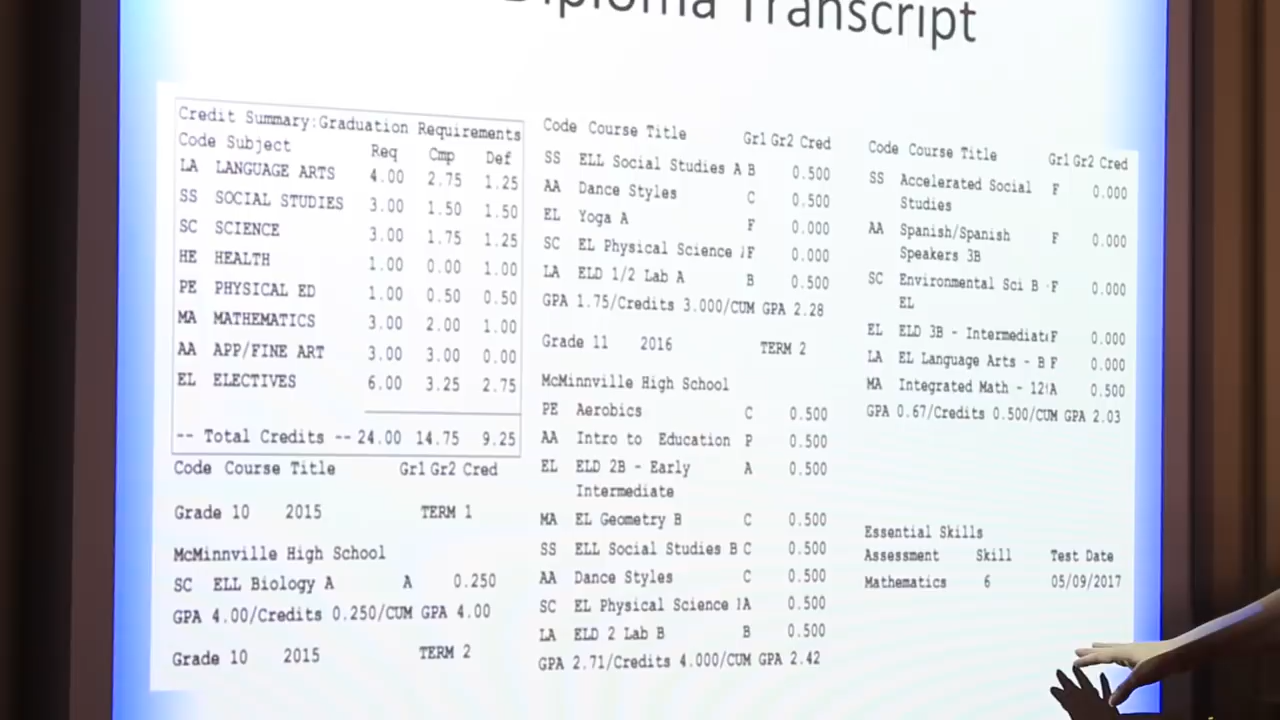 Diploma Transcript
Credit Summary:Graduation Requirements
Code Subject Req Cmp Def
LA LANGUAGE ARTS 4.00 2.75 1.25
SS SOCIAL STUDIES 3.00 1.50 1.50
SC SCIENCE 3.00 1.75 1.25
HE HEALTH 1.00 0.00 1.00
PE PHYSICAL ED 1.00 0.50 0.50
MA MATHEMATICS 3.00 2.00 1.00
AA APP/FINE ART 3.00 3.00 0.00
EL ELECTIVES 6.00 3.25 2.75
-- Total Credits -- 24.00 14.75 9.25
Code Course Title Gr1 Gr2 Cred
Grade 10 2015 TERM 1
McMinnville High School
SC ELL Biology A A 0.250
GPA 4.00/Credits 0.250/CUM GPA 4.00
Grade 10 2015 TERM 2
Code Course Title Gr1 Gr2 Cred
SS ELL Social Studies A B 0.500
AA Dance Styles C 0.500
EL Yoga A F 0.000
SC EL Physical Science F 0.000
LA ELD 1/2 Lab A B 0.500
GPA 1.75/Credits 3.000/CUM GPA 2.28
Grade 11 2016 TERM 2
McMinnville High School
PE Aerobics C 0.500
AA Intro to Education P 0.500
EL ELD 2B - Early A 0.500
Intermediate
MA EL Geometry B C 0.500
SS ELL Social Studies B C 0.500
AA Dance Styles C 0.500
SC EL Physical Science A 0.500
LA ELD 2 Lab B B 0.500
GPA 2.71/Credits 4.000/CUM GPA 2.42
Code Course Title Gr1 Gr2 Cred
SS Accelerated Social F 0.000
Studies
AA Spanish/Spanish F 0.000
Speakers 3B
SC Environmental Sci B - F 0.000
EL
EL ELD 3B - Intermediat F 0.000
LA EL Language Arts - B F 0.000
MA Integrated Math - 12 A 0.500
GPA 0.67/Credits 0.500/CUM GPA 2.03
Essential Skills
Assessment Skill Test Date
Mathematics 6 05/09/2017